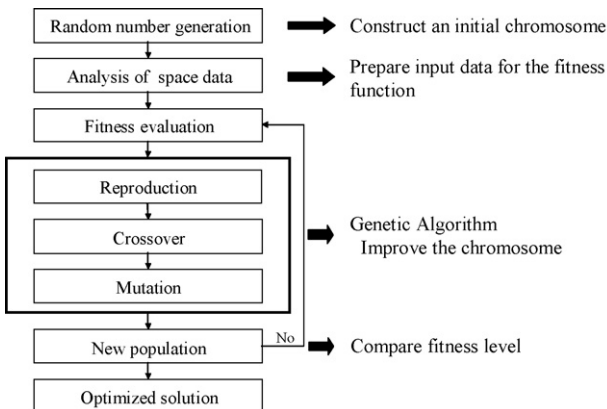 Random number generation
Construct an initial chromosome
Analysis of space data
Prepare input data for the fitness
function
Fitness evaluation
Reproduction
Crossover
Mutation
Genetic Algorithm
Improve the chromosome
New population
No
Compare fitness level
Optimized solution